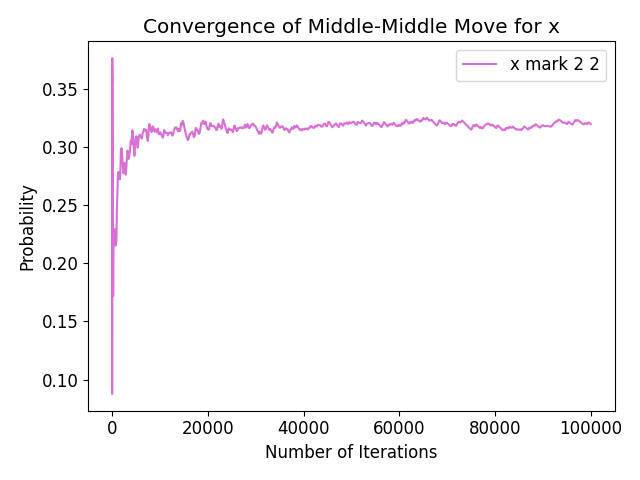 Convergence of Middle-Middle Move for x
x mark 2 2
Probability
0.35
0.30
0.25
0.20
0.15
0.10
0 20000 40000 60000 80000 100000
Number of Iterations